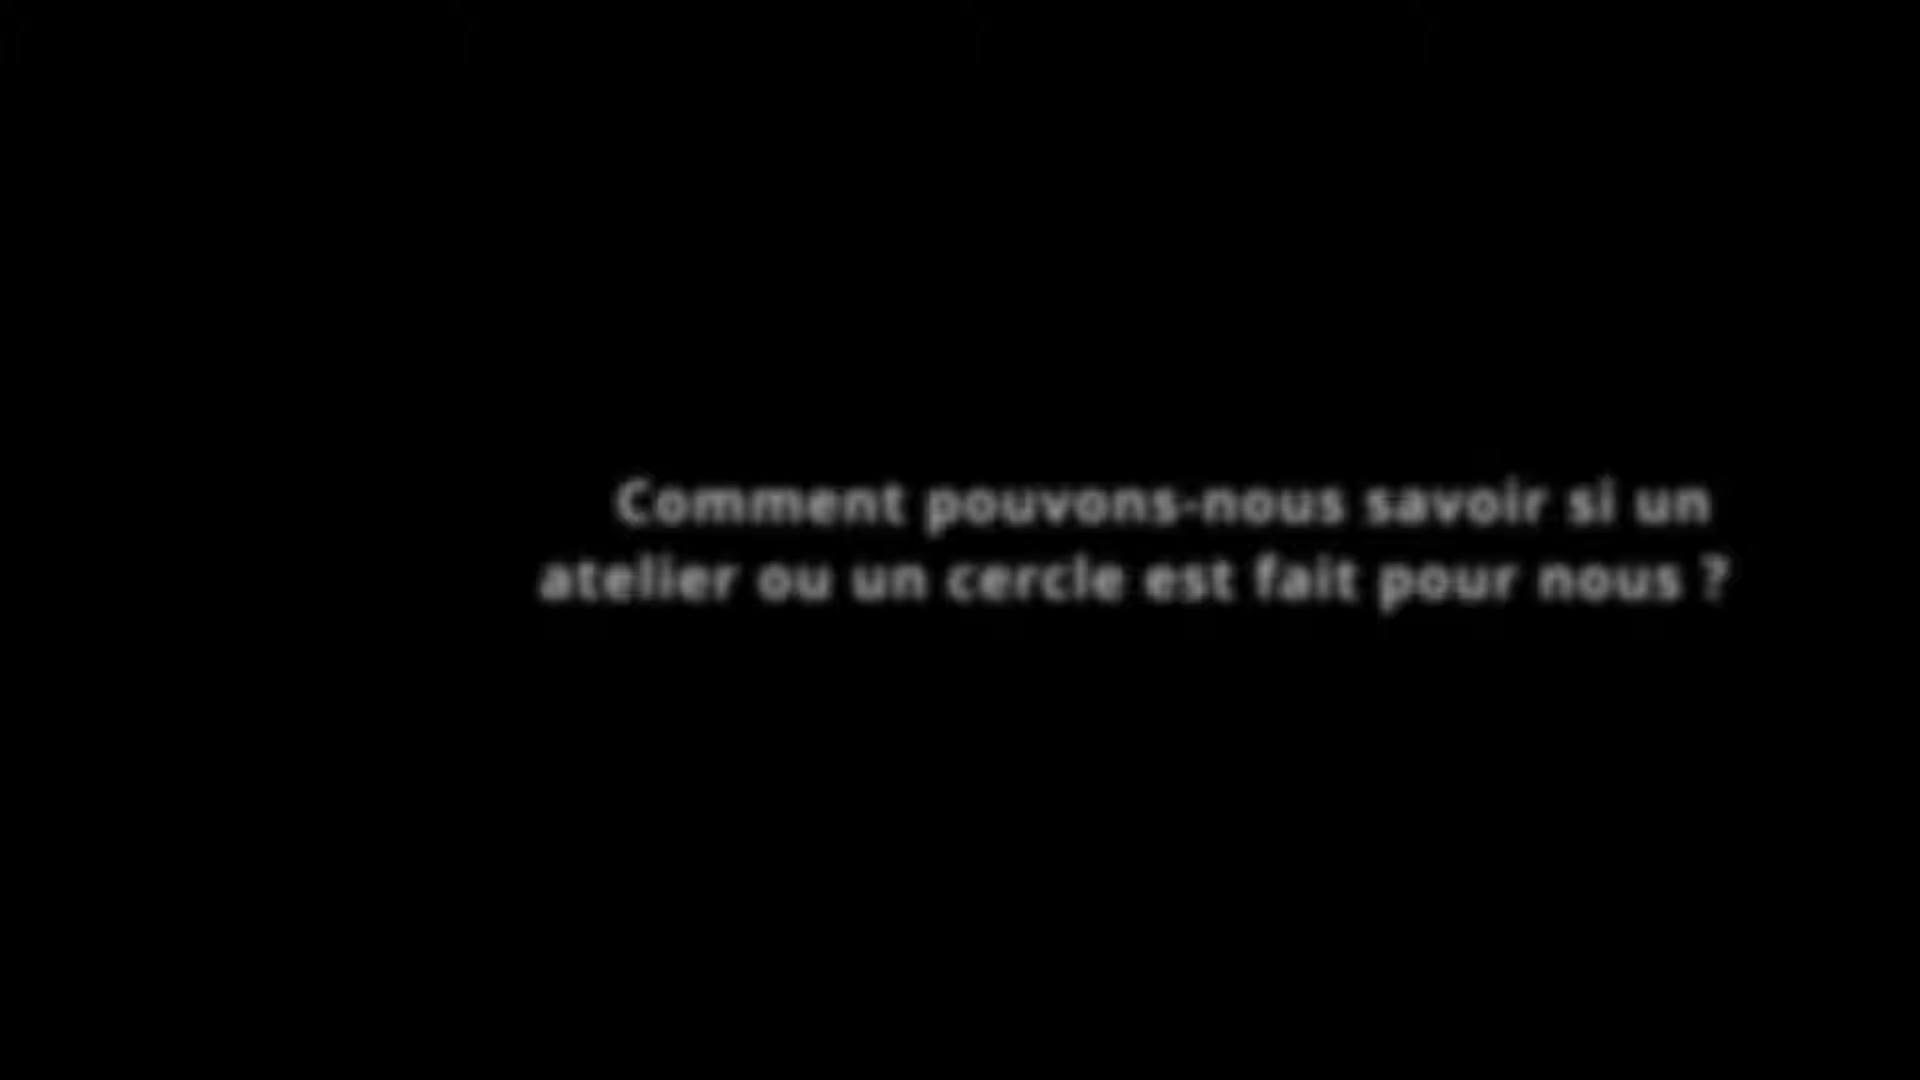 Comment pouvons-nous savoir si un
atelier ou un cercle est fait pour nous ?